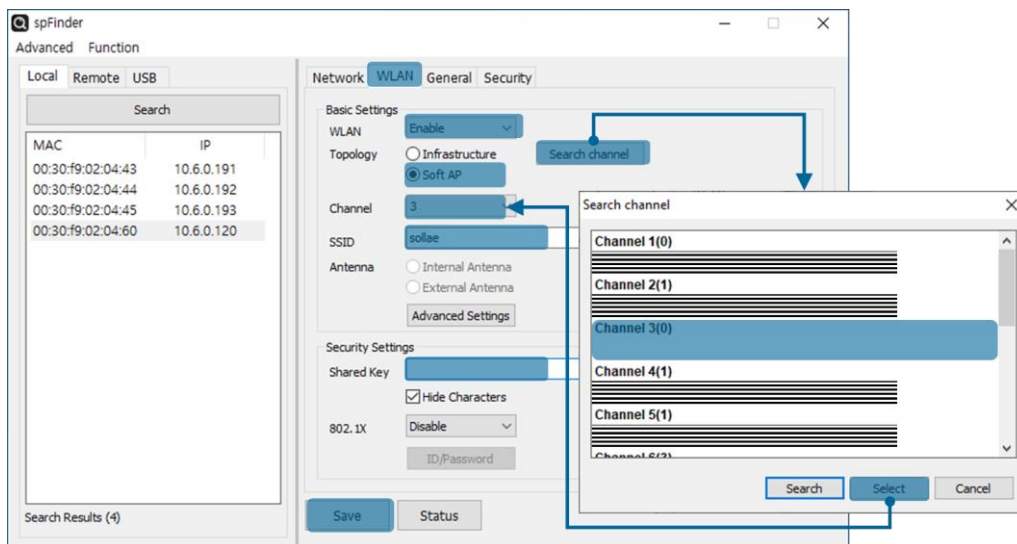 spFinder
Advanced Function
Local Remote USB
Search
MAC IP
00:30:f9:02:04:43 10.6.0.191
00:30:f9:02:04:44 10.6.0.192
00:30:f9:02:04:45 10.6.0.193
00:30:f9:02:04:60 10.6.0.120
Search Results (4)
Network WLAN General Security
Basic Settings
WLAN Enable
Topology Infrastructure Search channel
Soft AP
Channel 3
SSID sollae
Antenna Internal Antenna
External Antenna
Advanced Settings
Security Settings
Shared Key
Hide Characters
802.1X Disable
ID/Password
Save Status
Search channel
Channel 1(0)
Channel 2(1)
Channel 3(0)
Channel 4(1)
Channel 5(1)
Search Select Cancel